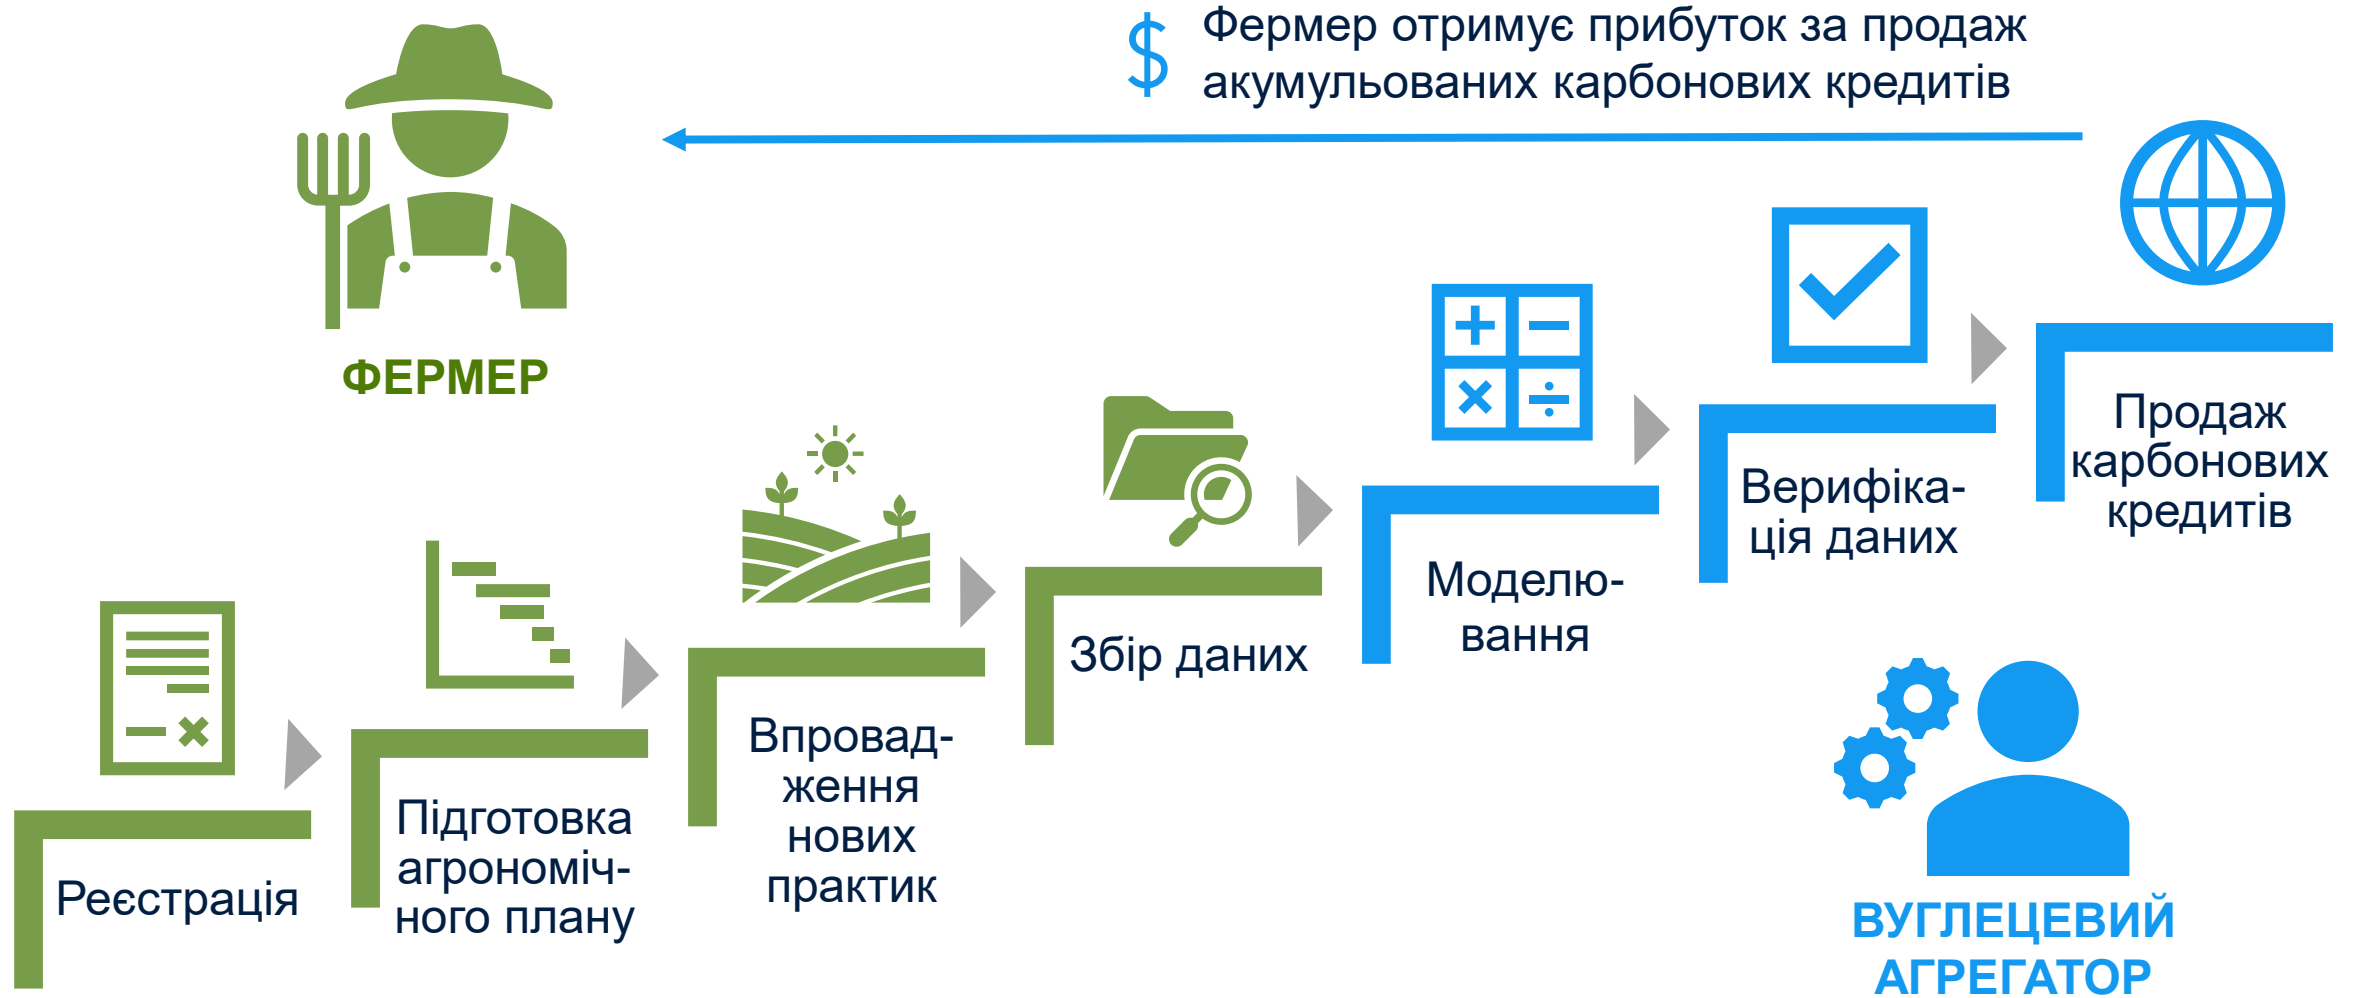 Фермер отримує прибуток за продаж
акумульованих карбонових кредитів
ФЕРМЕР
Реєстрація
Підготовка
агрономіч-
ного плану
Впровад-
ження
нових
практик
Збір даних
Моделю-
вання
Верифіка-
ція даних
Продаж
карбонових
кредитів
ВУГЛЕЦЕВИЙ
АГРЕГАТОР